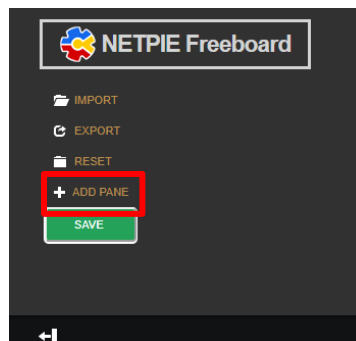 NETPIE Freeboard
IMPORT
EXPORT
RESET
ADD PANE
SAVE